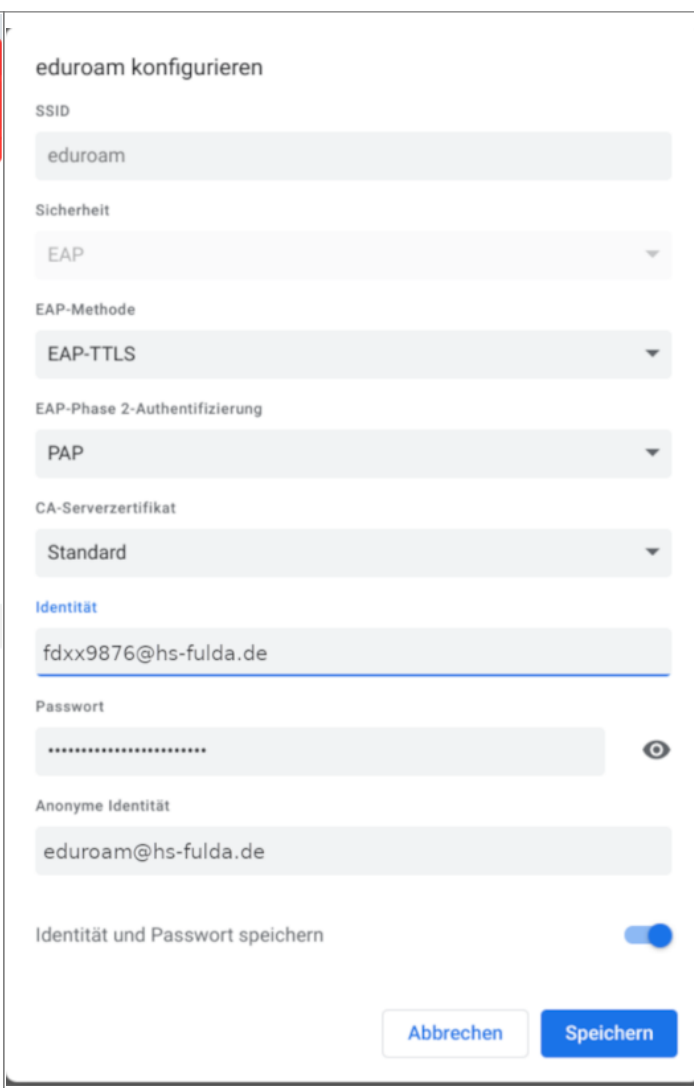 eduroam konfigurieren
SSID
eduroam
Sicherheit
EAP
EAP-Methode
EAP-TTLS
EAP-Phase 2-Authentifizierung
PAP
CA-Serverzertifikat
Standard
Identität
fdxx9876@hs-fulda.de
Passwort
••••••••••••••••••••••••
Anonyme Identität
eduroam@hs-fulda.de
Identität und Passwort speichern
Abbrechen Speichern